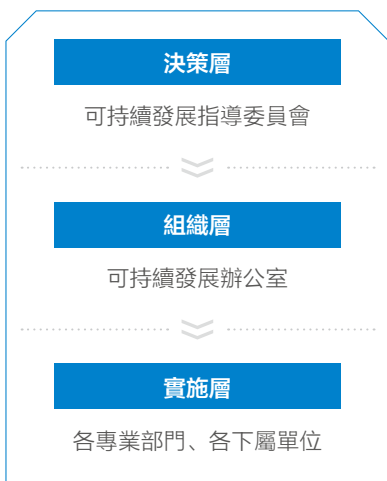 決策層
可持續發展指導委員會
組織層
可持續發展辦公室
實施層
各專業部門、各下屬單位